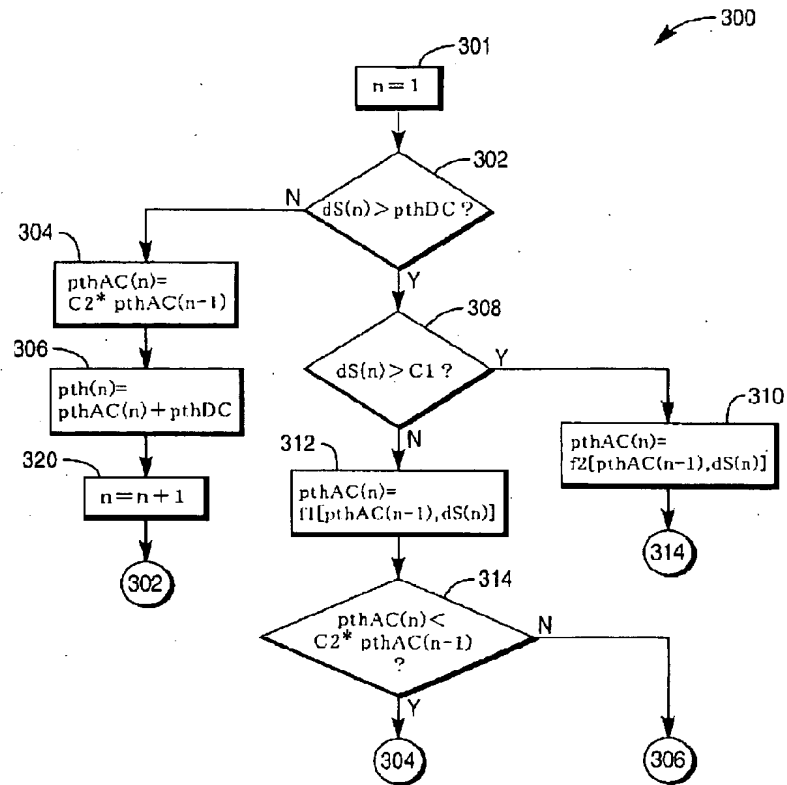 300
301
n=1
302
N
dS(n)>pthDC?
Y
304
pthAC(n)=
C2* pthAC(n-1)
308
dS(n)>C1?
Y
N
306
pth(n)=
pthAC(n)+pthDC
310
pthAC(n)=
f2[pthAC(n-1),dS(n)]
312
pthAC(n)=
f1[pthAC(n-1),dS(n)]
320
n=n+1
314
302
314
pthAC(n)<
C2* pthAC(n-1)
?
N
Y
304
306